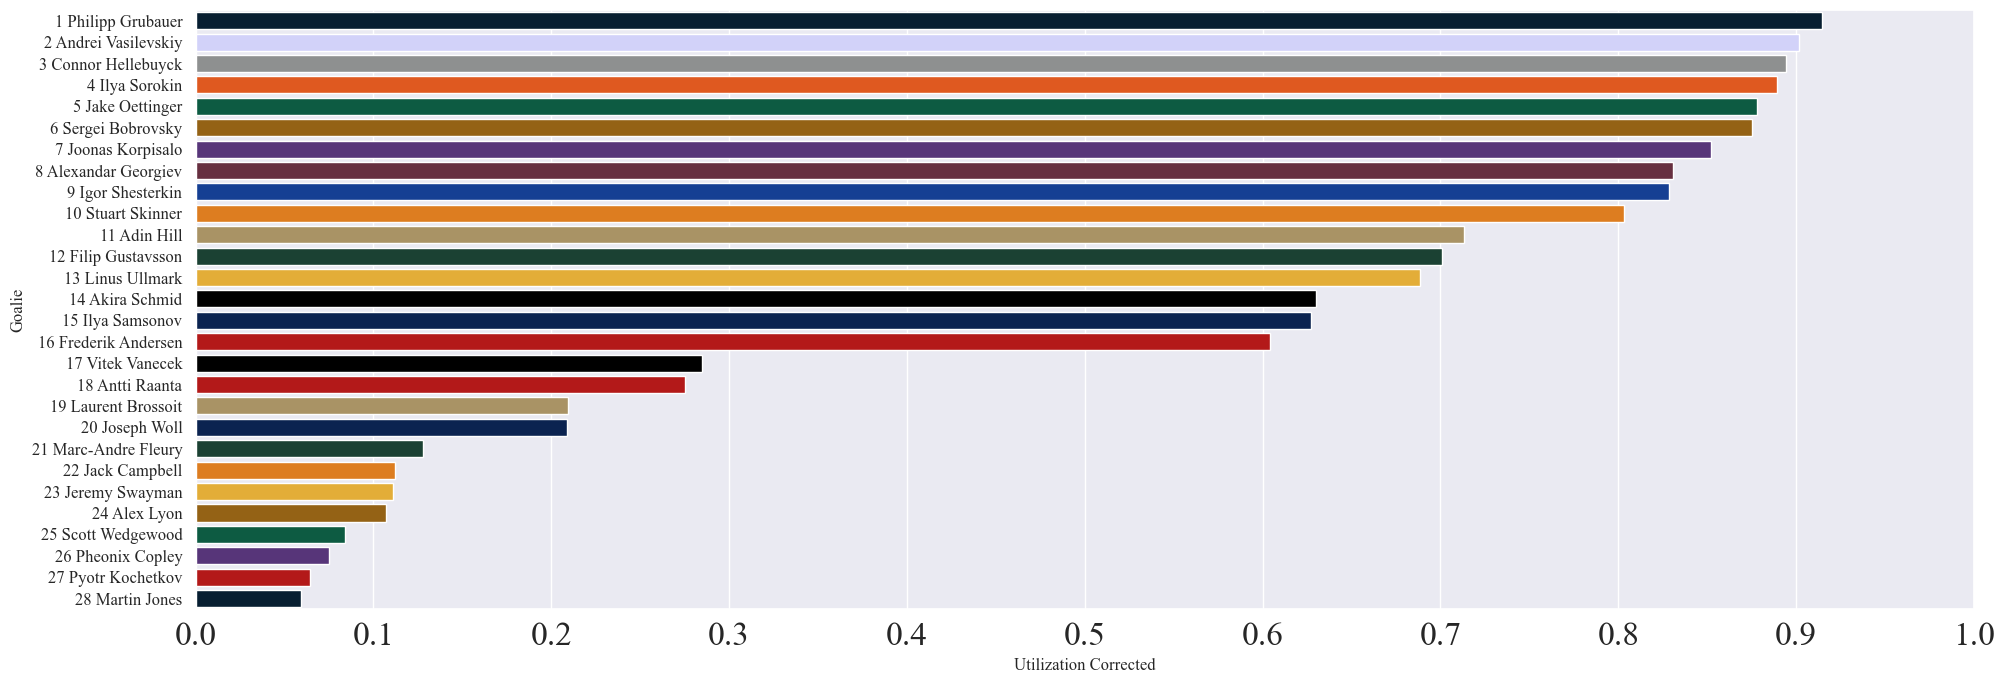 1 Philipp Grubauer
2 Andrei Vasilevskiy
3 Connor Hellebuyck
4 Ilya Sorokin
5 Jake Oettinger
6 Sergei Bobrovsky
7 Joonas Korpisalo
8 Alexandar Georgiev
9 Igor Shesterkin
10 Stuart Skinner
11 Adin Hill
12 Filip Gustavsson
13 Linus Ullmark
14 Akira Schmid
15 Ilya Samsonov
16 Frederik Andersen
17 Vitek Vanecek
18 Antti Raanta
19 Laurent Brossoit
20 Joseph Woll
21 Marc-Andre Fleury
22 Jack Campbell
23 Jeremy Swayman
24 Alex Lyon
25 Scott Wedgewood
26 Pheonix Copley
27 Pyotr Kochetkov
28 Martin Jones
Goalie
0.0 0.1 0.2 0.3 0.4 0.5 0.6 0.7 0.8 0.9 1.0
Utilization Corrected